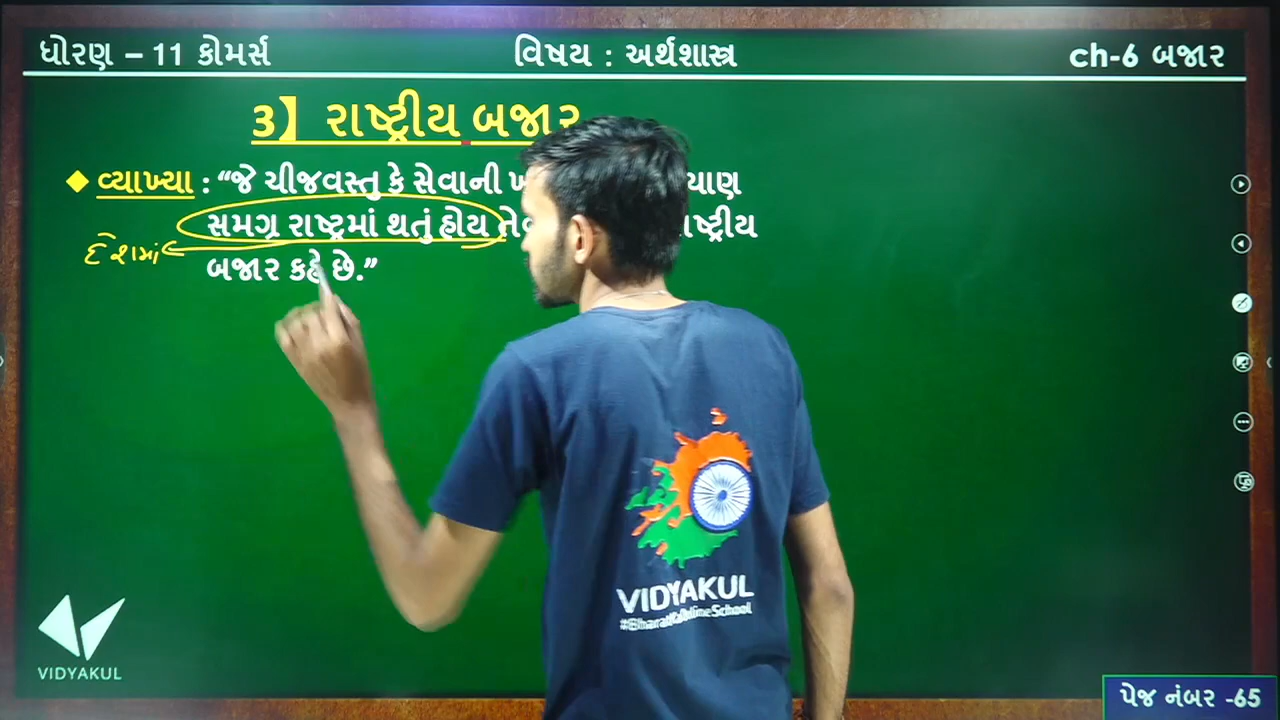 ધોરણ – 11 કોમર્સ
વિષય : અર્થશાસ્ત્ર
ch-6 બજાર
3】 રાષ્ટ્રીય બજાર
વ્યાખ્યા : “જે ચીજવસ્તુ કે સેવાની
સમગ્ર રાષ્ટ્રમાં થતું હોય
દેશમાં
બજાર કહે છે.”
VIDYAKUL
#BharatKaOnlineSchool
VIDYAKUL
પેજ નંબર -65